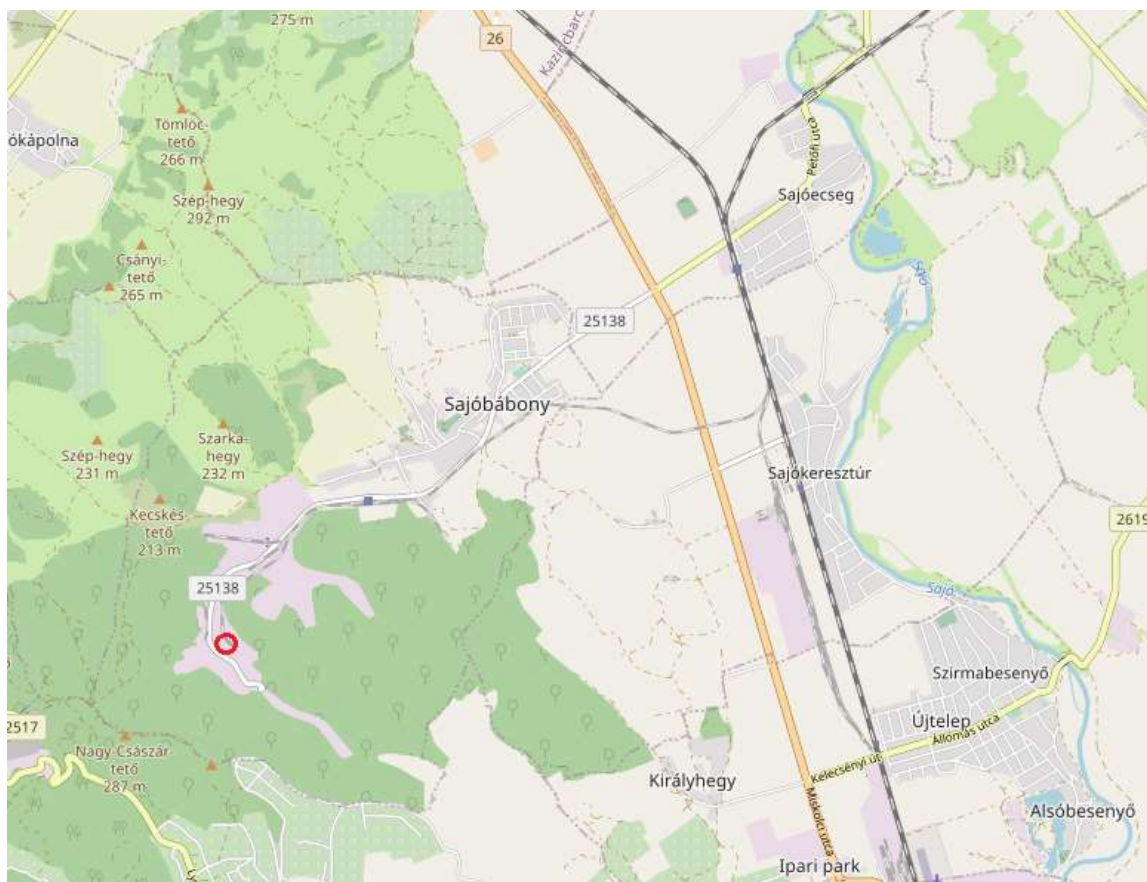 275 m
26
Kazincbarc
Tömlöc-
tető
266 m
ókápolna
Petőfi utca
Szép-hegy
292 m
Sajóecseg
Csányi-
tető
265 m
Sajó
25138
Sajóbábony
Szarka-
hegy
232 m
Szép-hegy
231 m
Sajókeresztúr
Kecskés-
tető
213 m
2619
25138
Sajó
Szirmabesenyő
2517
Nagy-Császár-
tető
287 m
Újtelep
Állomás utca
Királyhegy
Kelecsényi út
Miskolci utca
Alsóbesenyő
Ipari park
Ly